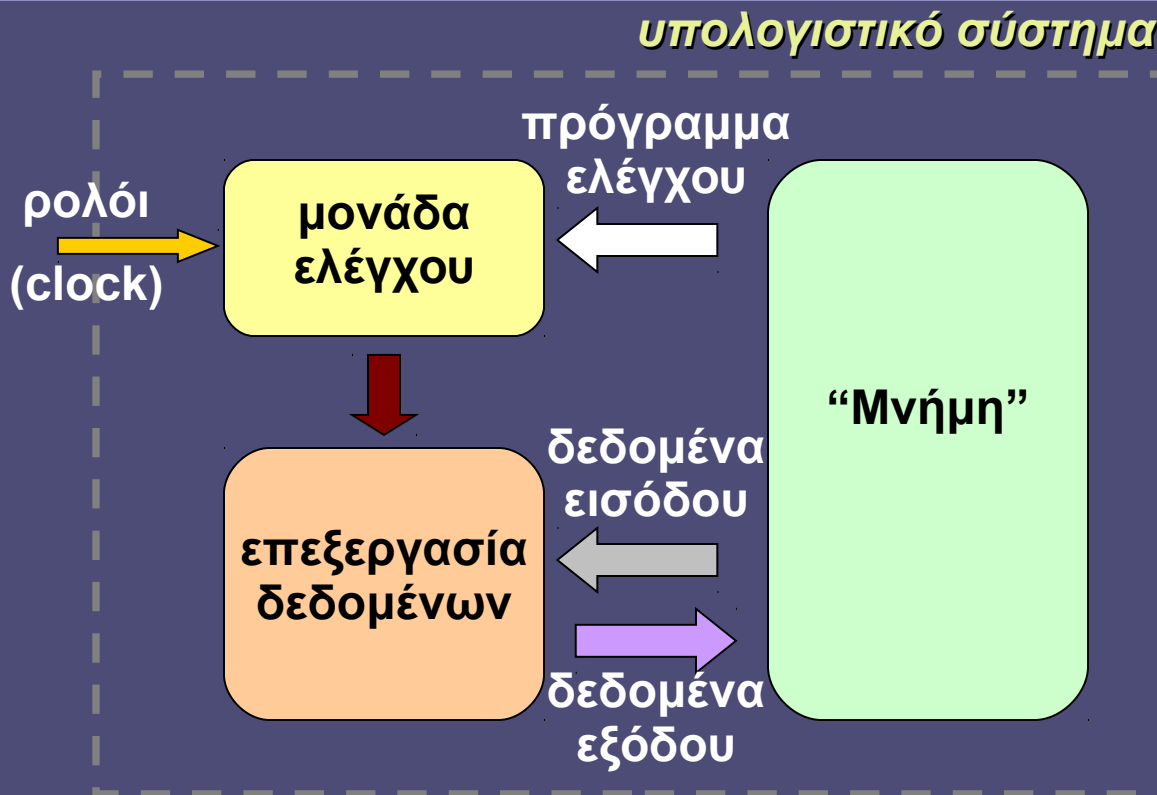 υπολογιστικό σύστημα
πρόγραμμα
ελέγχου
ρολόι
(clock)
μονάδα
ελέγχου
“Μνήμη”
δεδομένα
εισόδου
επεξεργασία
δεδομένων
δεδομένα
εξόδου